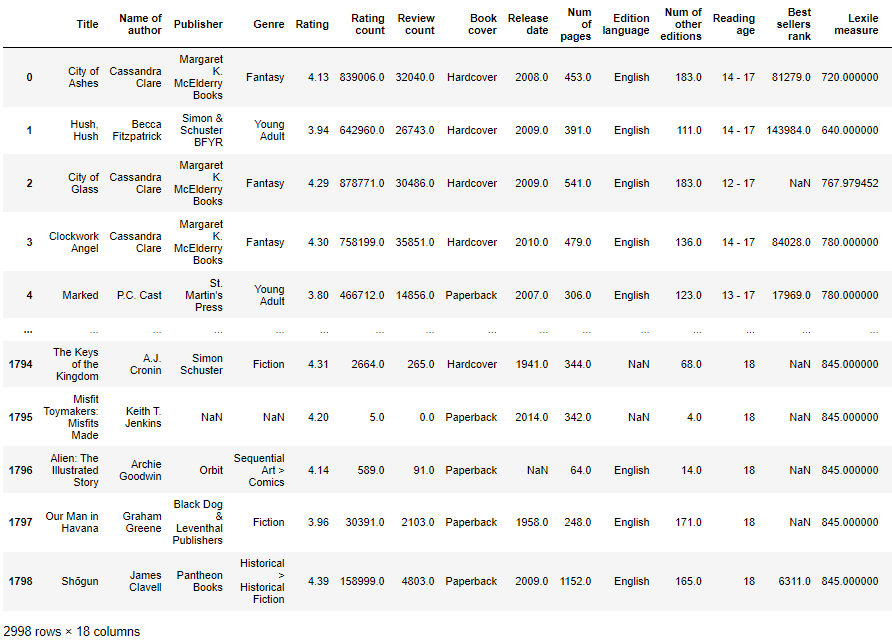 Title Name of author Publisher Genre Rating Rating count Review count Book cover Release date Num of pages Edition language Num of other editions Reading age Best sellers rank Lexile measure
0 City of Ashes Cassandra Clare Margaret K. McElderry Books Fantasy 4.13 839006.0 32040.0 Hardcover 2008.0 453.0 English 183.0 14 - 17 81279.0 720.000000
1 Hush, Hush Becca Fitzpatrick Simon & Schuster BFYR Young Adult 3.94 642960.0 26743.0 Hardcover 2009.0 391.0 English 111.0 14 - 17 143984.0 640.000000
2 City of Glass Cassandra Clare Margaret K. McElderry Books Fantasy 4.29 878771.0 30486.0 Hardcover 2009.0 541.0 English 183.0 12 - 17 NaN 767.979452
3 Clockwork Angel Cassandra Clare Margaret K. McElderry Books Fantasy 4.30 758199.0 35851.0 Hardcover 2010.0 479.0 English 136.0 14 - 17 84028.0 780.000000
4 Marked P.C. Cast St. Martin's Press Young Adult 3.80 466712.0 14856.0 Paperback 2007.0 306.0 English 123.0 13 - 17 17969.0 780.000000
... ... ... ... ... ... ... ... ... ... ... ... ... ... ... ...
1794 The Keys of the Kingdom A.J. Cronin Simon Schuster Fiction 4.31 2664.0 265.0 Hardcover 1941.0 344.0 NaN 68.0 18 NaN 845.000000
1795 Misfit Toymakers: Misfits Made Keith T. Jenkins NaN NaN 4.20 5.0 0.0 Paperback 2014.0 342.0 NaN 4.0 18 NaN 845.000000
1796 Alien: The Illustrated Story Archie Goodwin Orbit Sequential Art > Comics 4.14 589.0 91.0 Paperback NaN 64.0 English 14.0 18 NaN 845.000000
1797 Our Man in Havana Graham Greene Black Dog & Leventhal Publishers Fiction 3.96 30391.0 2103.0 Paperback 1958.0 248.0 English 171.0 18 NaN 845.000000
1798 Shōgun James Clavell Pantheon Books Historical > Historical Fiction 4.39 158999.0 4803.0 Paperback 2009.0 1152.0 English 165.0 18 6311.0 845.000000
2998 rows × 18 columns